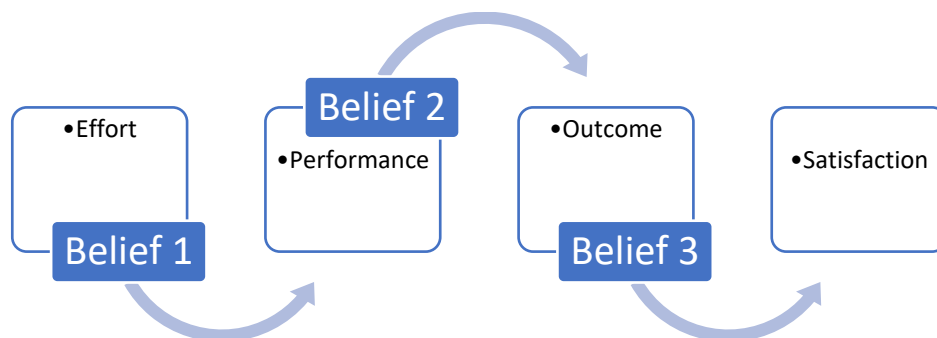 •Effort
Belief 1
Belief 2
•Performance
•Outcome
Belief 3
•Satisfaction